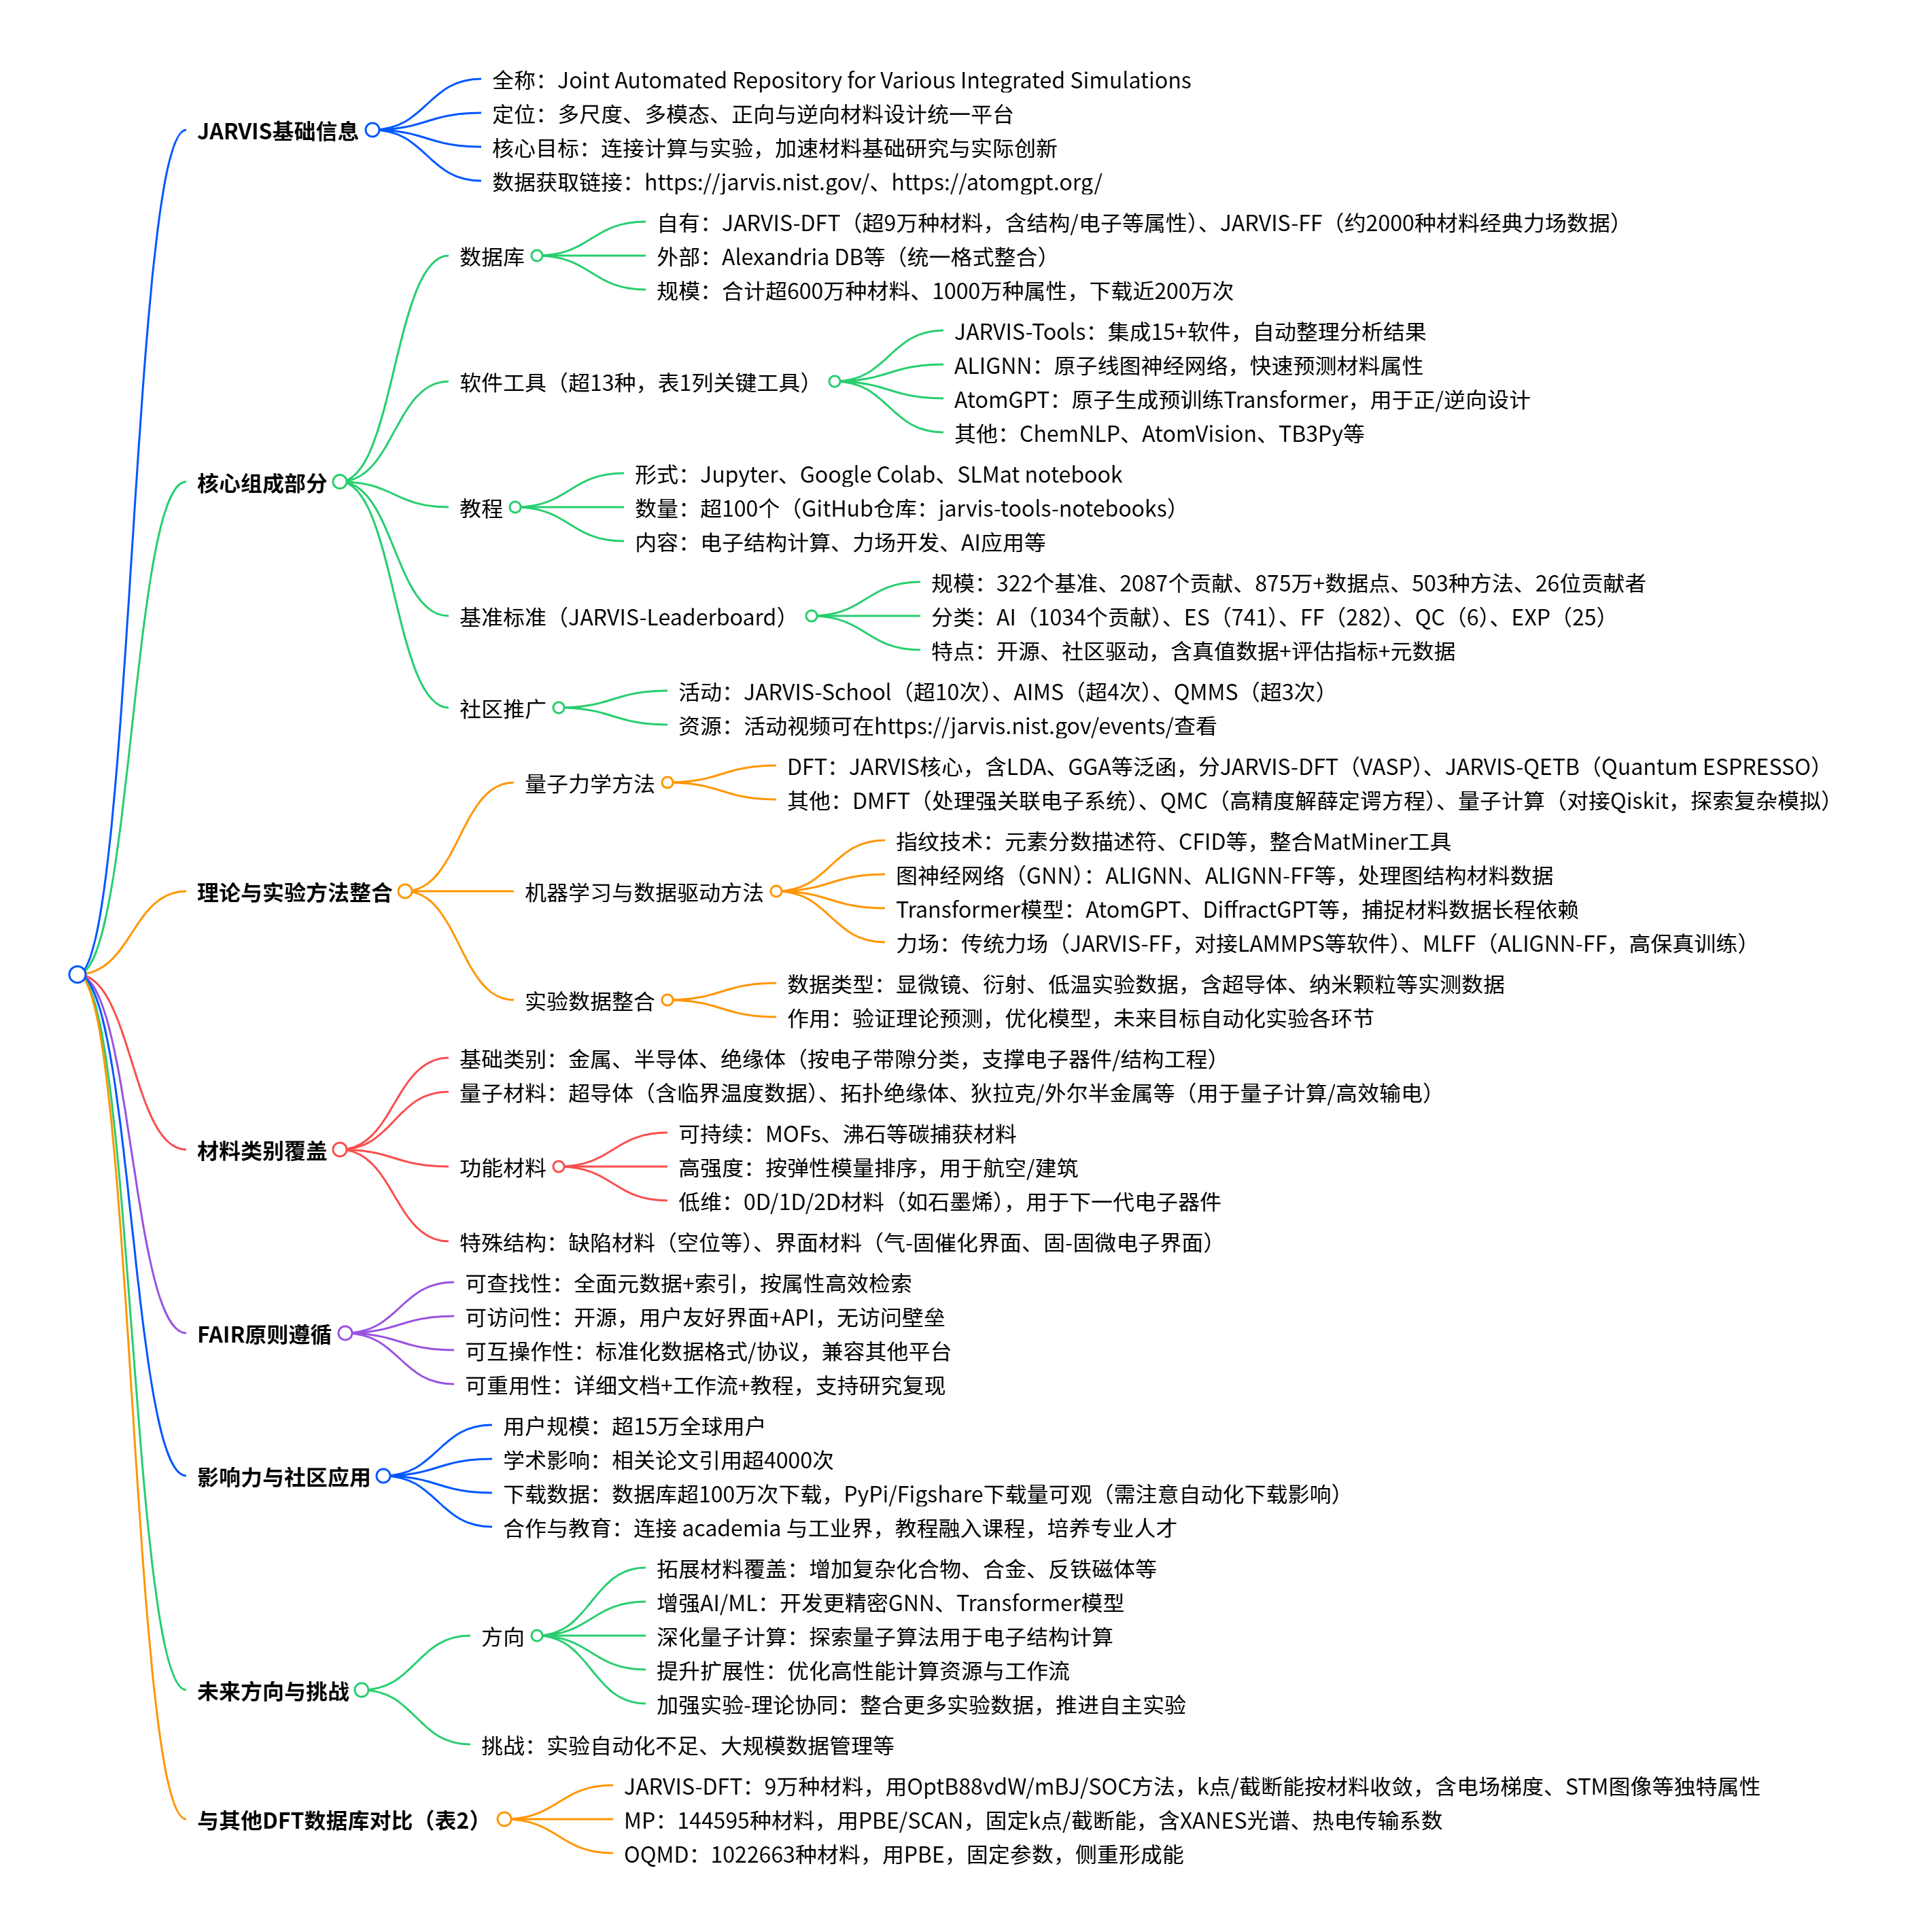 JARVIS基础信息
全称：Joint Automated Repository for Various Integrated Simulations
定位：多尺度、多模态、正向与逆向材料设计统一平台
核心目标：连接计算与实验，加速材料基础研究与实际创新
数据获取链接：https://jarvis.nist.gov/、https://atomgpt.org/
核心组成部分
数据库
自有：JARVIS-DFT（超9万种材料，含结构/电子等属性）、JARVIS-FF（约2000种材料经典力场数据）
外部：Alexandria DB等（统一格式整合）
规模：合计超600万种材料、1000万种属性，下载近200万次
软件工具（超13种，表1列关键工具）
JARVIS-Tools：集成15+软件，自动整理分析结果
ALIGNN：原子线图神经网络，快速预测材料属性
AtomGPT：原子生成预训练Transformer，用于正/逆向设计
其他：ChemNLP、AtomVision、TB3Py等
教程
形式：Jupyter、Google Colab、SLMat notebook
数量：超100个（GitHub仓库：jarvis-tools-notebooks）
内容：电子结构计算、力场开发、AI应用等
基准标准（JARVIS-Leaderboard）
规模：322个基准、2087个贡献、875万+数据点、503种方法、26位贡献者
分类：AI（1034个贡献）、ES（741）、FF（282）、QC（6）、EXP（25）
特点：开源、社区驱动，含真值数据+评估指标+元数据
社区推广
活动：JARVIS-School（超10次）、AIMS（超4次）、QMMS（超3次）
资源：活动视频可在https://jarvis.nist.gov/events/查看
理论与实验方法整合
量子力学方法
DFT：JARVIS核心，含LDA、GGA等泛函，分JARVIS-DFT（VASP）、JARVIS-QETB（Quantum ESPRESSO）
其他：DMFT（处理强关联电子系统）、QMC（高精度解薛定谔方程）、量子计算（对接Qiskit，探索复杂模拟）
机器学习与数据驱动方法
指纹技术：元素分数描述符、CFID等，整合MatMiner工具
图神经网络（GNN）：ALIGNN、ALIGNN-FF等，处理图结构材料数据
Transformer模型：AtomGPT、DiffractGPT等，捕捉材料数据长程依赖
力场：传统力场（JARVIS-FF，对接LAMMPS等软件）、MLFF（ALIGNN-FF，高保真训练）
实验数据整合
数据类型：显微镜、衍射、低温实验数据，含超导体、纳米颗粒等实测数据
作用：验证理论预测，优化模型，未来目标自动化实验各环节
材料类别覆盖
基础类别：金属、半导体、绝缘体（按电子带隙分类，支撑电子器件/结构工程）
量子材料：超导体（含临界温度数据）、拓扑绝缘体、狄拉克/外尔半金属等（用于量子计算/高效输电）
功能材料
可持续：MOFs、沸石等碳捕获材料
高强度：按弹性模量排序，用于航空/建筑
低维：0D/1D/2D材料（如石墨烯），用于下一代电子器件
特殊结构：缺陷材料（空位等）、界面材料（气-固催化界面、固-固微电子界面）
FAIR原则遵循
可查找性：全面元数据+索引，按属性高效检索
可访问性：开源，用户友好界面+API，无访问壁垒
可互操作性：标准化数据格式/协议，兼容其他平台
可重用性：详细文档+工作流+教程，支持研究复现
影响力与社区应用
用户规模：超15万全球用户
学术影响：相关论文引用超4000次
下载数据：数据库超100万次下载，PyPi/Figshare下载量可观（需注意自动化下载影响）
合作与教育：连接 academia 与工业界，教程融入课程，培养专业人才
未来方向与挑战
方向
拓展材料覆盖：增加复杂化合物、合金、反铁磁体等
增强AI/ML：开发更精密GNN、Transformer模型
深化量子计算：探索量子算法用于电子结构计算
提升扩展性：优化高性能计算资源与工作流
加强实验-理论协同：整合更多实验数据，推进自主实验
挑战：实验自动化不足、大规模数据管理等
与其他DFT数据库对比（表2）
JARVIS-DFT：9万种材料，用OptB88vdW/mBJ/SOC方法，k点/截断能按材料收敛，含电场梯度、STM图像等独特属性
MP：144595种材料，用PBE/SCAN，固定k点/截断能，含XANES光谱、热电传输系数
OQMD：1022663种材料，用PBE，固定参数，侧重形成能